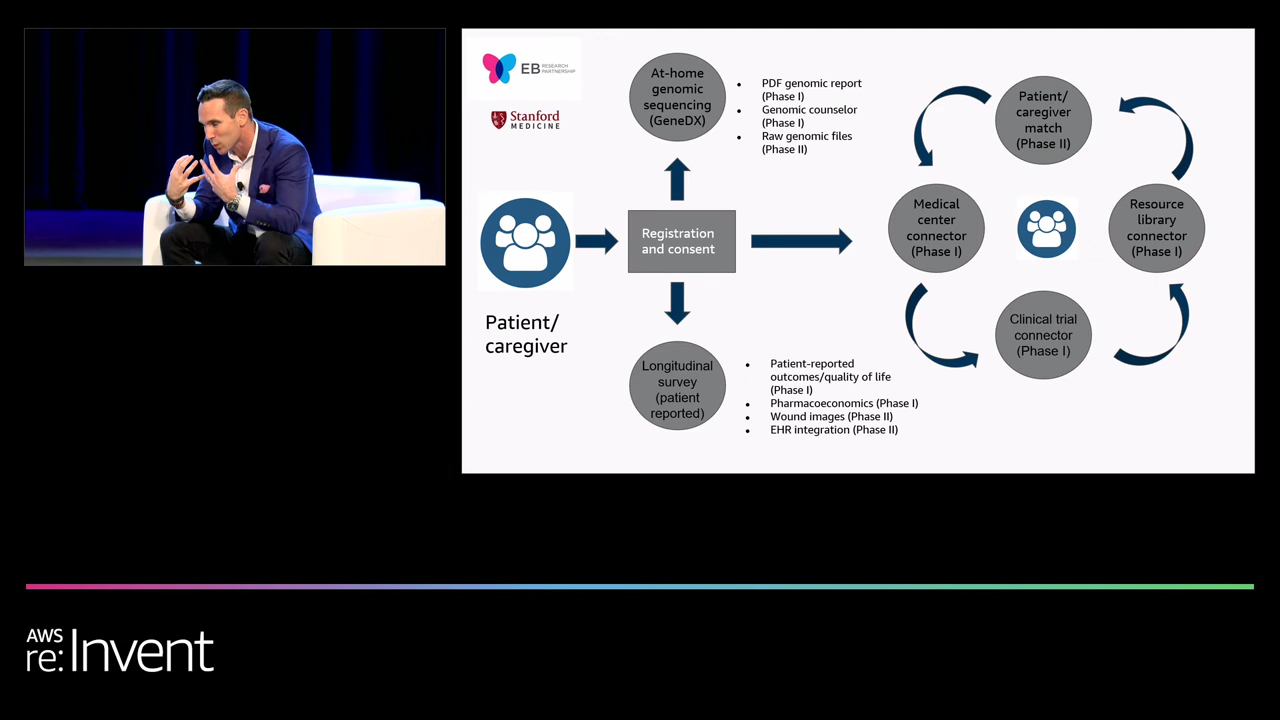 EB RESEARCH
PARTNERSHIP
Stanford
MEDICINE
Patient/
caregiver
At-home
genomic
sequencing
(GeneDX)
• PDF genomic report
(Phase I)
• Genomic counselor
(Phase I)
• Raw genomic files
(Phase II)
Registration
and consent
Longitudinal
survey
(patient
reported)
• Patient-reported
outcomes/quality of life
(Phase I)
• Pharmacoeconomics (Phase I)
• Wound images (Phase II)
• EHR integration (Phase II)
Patient/
caregiver
match
(Phase II)
Medical
center
connector
(Phase I)
Resource
library
connector
(Phase I)
Clinical trial
connector
(Phase I)
AWS
re:Invent